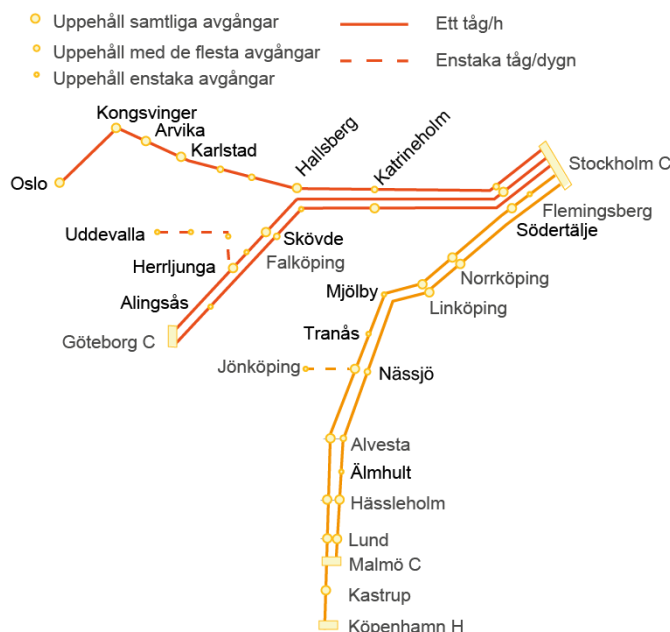 Uppehåll samtliga avgångar
Ett tåg/h
Uppehåll med de flesta avgångar
Enstaka tåg/dygn
Uppehåll enstaka avgångar
Kongsvinger
Arvika
Karlstad
Hallsberg
Katrineholm
Oslo
Stockholm C
Flemingsberg
Södertälje
Uddevalla
Skövde
Falköping
Herrljunga
Norrköping
Mjölby
Linköping
Alingsås
Göteborg C
Tranås
Jönköping
Nässjö
Alvesta
Älmhult
Hässleholm
Lund
Malmö C
Kastrup
Köpenhamn H